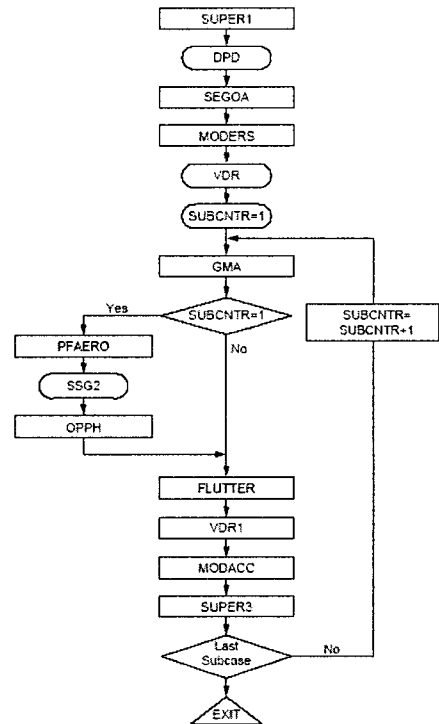 SUPER1
DPD
SEGOA
MODERS
VDR
SUBCNTR=1
GMA
SUBCNTR=1
Yes
No
SUBCNTR=
SUBCNTR+1
PFAERO
SSG2
OPPH
FLUTTER
VDR1
MODACC
SUPER3
Last
Subcase
No
EXIT